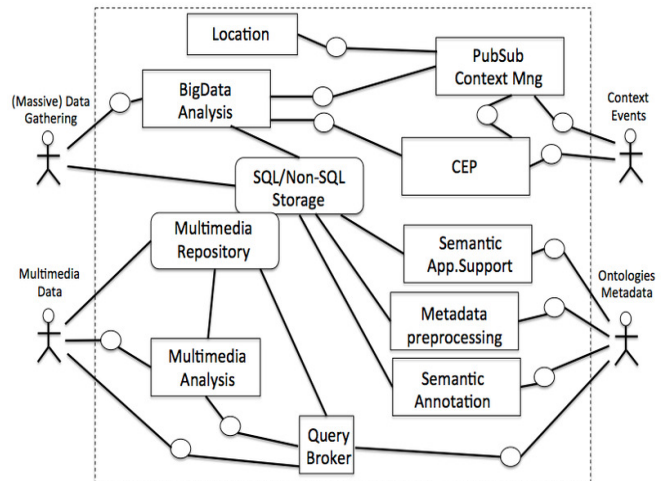 Location
PubSub
Context Mng
BigData
Analysis
(Massive) Data
Gathering
Context
Events
CEP
SQL/Non-SQL
Storage
Multimedia
Repository
Semantic
App.Support
Multimedia
Data
Ontologies
Metadata
Metadata
preprocessing
Multimedia
Analysis
Semantic
Annotation
Query
Broker